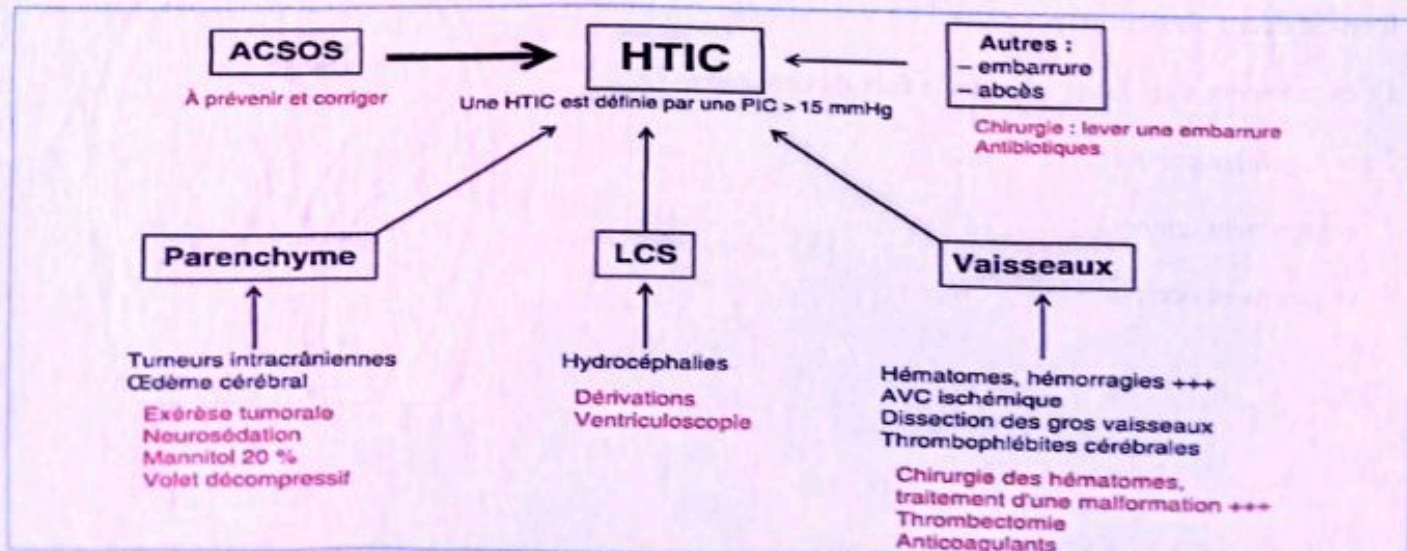 ACSOS
À prévenir et corriger
HTIC
Une HTIC est définie par une PIC > 15 mmHg
Autres :
– embarrure
– abcès
Chirurgie : lever une embarrure
Antibiotiques
Parenchyme
Tumeurs intracrâniennes
Œdème cérébral
Exérèse tumorale
Neurosédation
Mannitol 20 %
Volet décompressif
LCS
Hydrocéphalies
Dérivations
Ventriculoscopie
Vaisseaux
Hématomes, hémorragies +++
AVC ischémique
Dissection des gros vaisseaux
Thrombophlébites cérébrales
Chirurgie des hématomes,
traitement d'une malformation +++
Thrombectomie
Anticoagulants